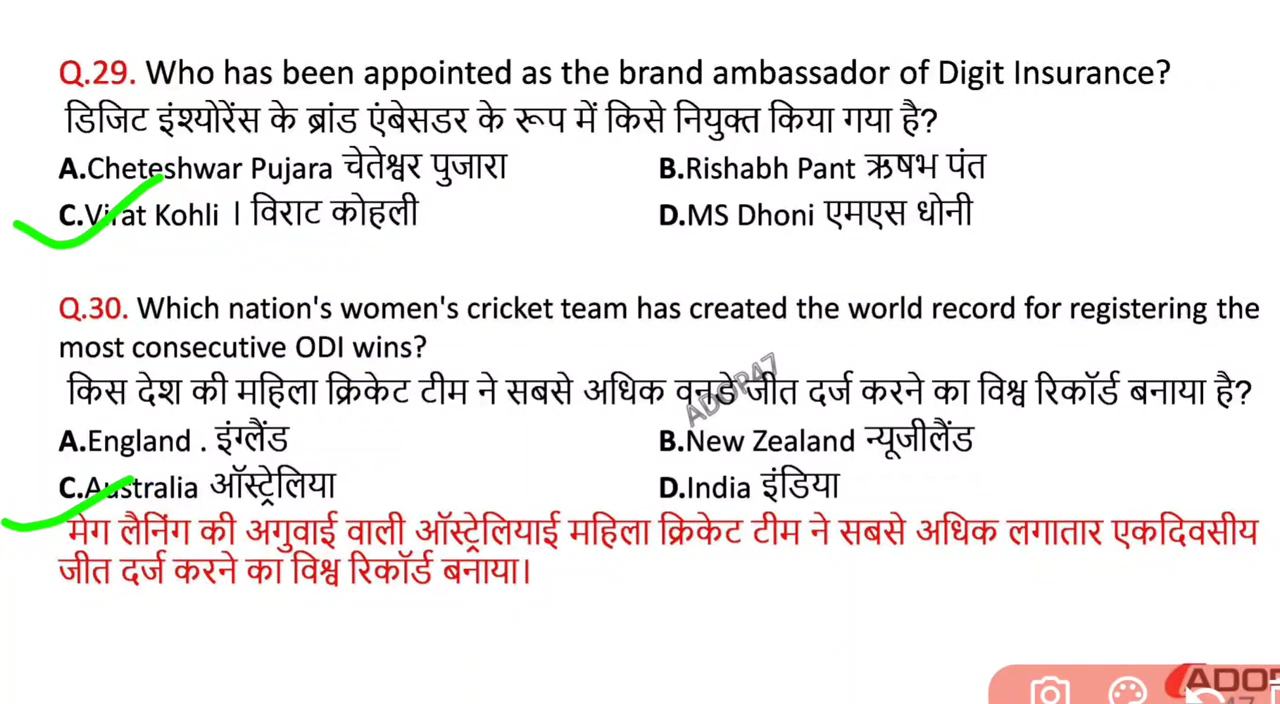 Q.29. Who has been appointed as the brand ambassador of Digit Insurance?
डिजिट इंश्योरेंस के ब्रांड एंबेसडर के रूप में किसे नियुक्त किया गया है?
A.Cheteshwar Pujara चेतेश्वर पुजारा B.Rishabh Pant ऋषभ पंत
C.Virat Kohli । विराट कोहली D.MS Dhoni एमएस धोनी
Q.30. Which nation's women's cricket team has created the world record for registering the
most consecutive ODI wins?
किस देश की महिला क्रिकेट टीम ने सबसे अधिक वनडे जीत दर्ज करने का विश्व रिकॉर्ड बनाया है?
ADOP47
A.England . इंग्लैंड B.New Zealand न्यूजीलैंड
C.Australia ऑस्ट्रेलिया D.India इंडिया
मेग लैनिंग की अगुवाई वाली ऑस्ट्रेलियाई महिला क्रिकेट टीम ने सबसे अधिक लगातार एकदिवसीय
जीत दर्ज करने का विश्व रिकॉर्ड बनाया।